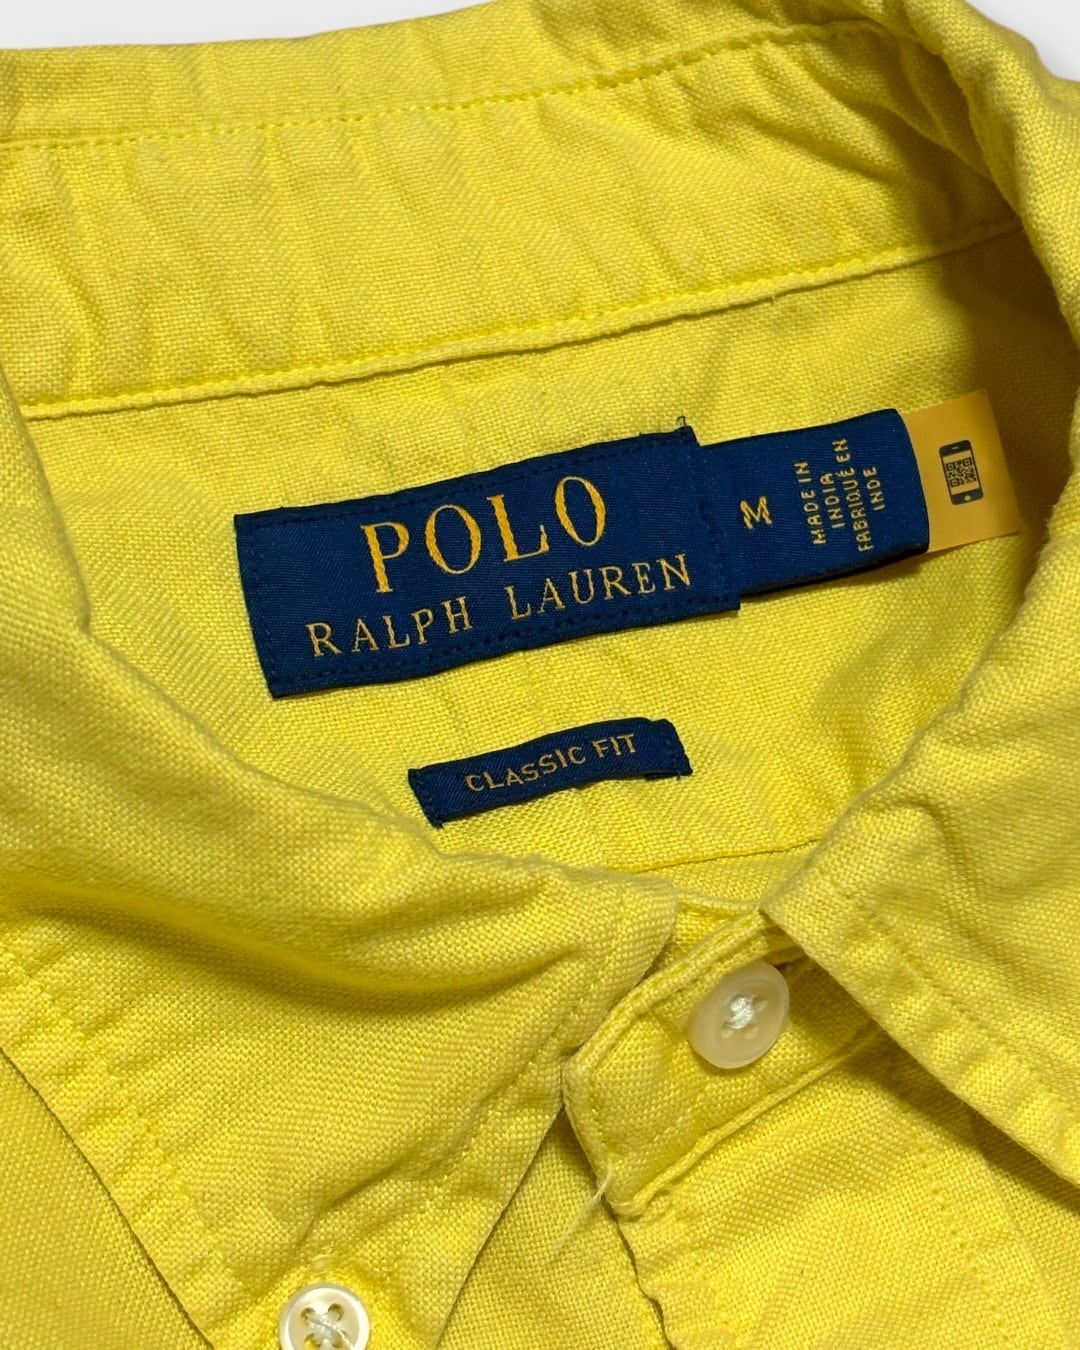 POLO
RALPH LAUREN
M
MADE IN
INDIA
FABRIQUÉ EN
INDE
CLASSIC FIT